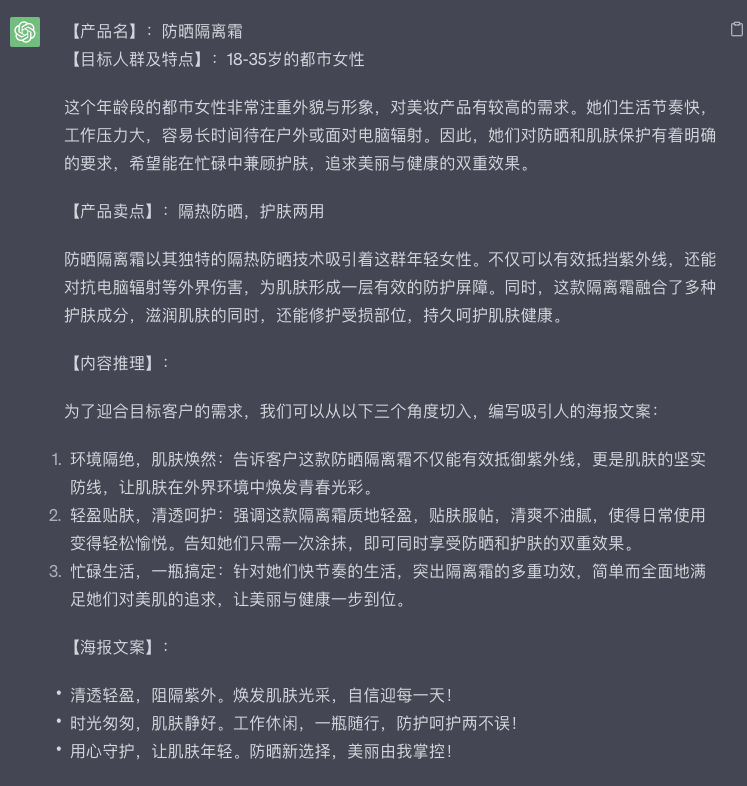 【产品名】：防晒隔离霜
【目标人群及特点】：18-35岁的都市女性
这个年龄段的都市女性非常注重外貌与形象，对美妆产品有较高的需求。她们生活节奏快，
工作压力大，容易长时间待在户外或面对电脑辐射。因此，她们对防晒和肌肤保护有着明确
的要求，希望能在忙碌中兼顾护肤，追求美丽与健康的双重效果。
【产品卖点】：隔热防晒，护肤两用
防晒隔离霜以其独特的隔热防晒技术吸引着这群年轻女性。不仅可以有效抵挡紫外线，还能
对抗电脑辐射等外界伤害，为肌肤形成一层有效的防护屏障。同时，这款隔离霜融合了多种
护肤成分，滋润肌肤的同时，还能修护受损部位，持久呵护肌肤健康。
【内容推理】：
为了迎合目标客户的需求，我们可以从以下三个角度切入，编写吸引人的海报文案：
1. 环境隔绝，肌肤焕然：告诉客户这款防晒隔离霜不仅能有效抵御紫外线，更是肌肤的坚实
防线，让肌肤在外界环境中焕发青春光彩。
2. 轻盈贴肤，清透呵护：强调这款隔离霜质地轻盈，贴肤服帖，清爽不油腻，使得日常使用
变得轻松愉悦。告知她们只需一次涂抹，即可同时享受防晒和护肤的双重效果。
3. 忙碌生活，一瓶搞定：针对她们快节奏的生活，突出隔离霜的多重功效，简单而全面地满
足她们对美肌的追求，让美丽与健康一步到位。
【海报文案】：
• 清透轻盈，阻隔紫外。焕发肌肤光采，自信迎每一天！
• 时光匆匆，肌肤静好。工作休闲，一瓶随行，防护呵护两不误！
• 用心守护，让肌肤年轻。防晒新选择，美丽由我掌控！